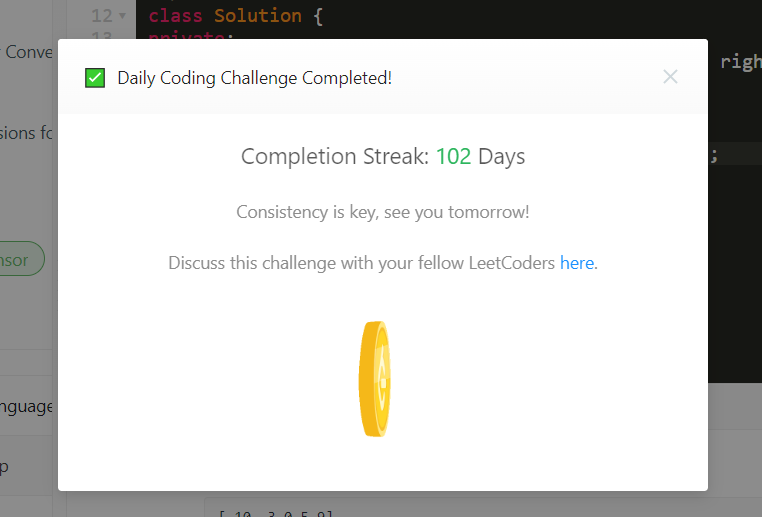 12
class Solution {
13
private:
Conve
righ
Daily Coding Challenge Completed!
sions fo
Completion Streak: 102 Days
;
Consistency is key, see you tomorrow!
nsor
Discuss this challenge with your fellow LeetCoders here.
nguage
p